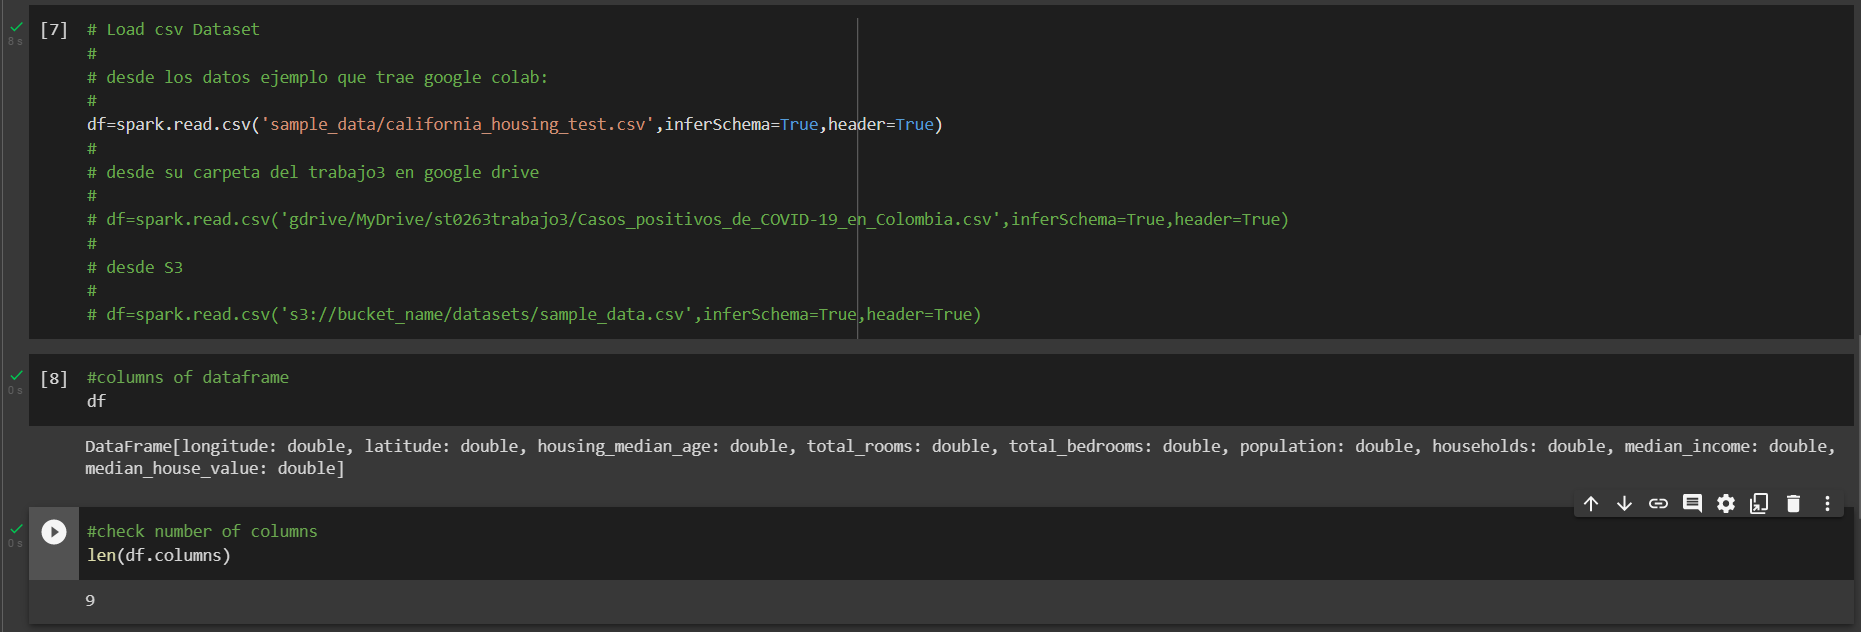 8s
[7] # Load csv Dataset
#
# desde los datos ejemplo que trae google colab:
#
df=spark.read.csv('sample_data/california_housing_test.csv',inferSchema=True,header=True)
#
# desde su carpeta del trabajo3 en google drive
#
# df=spark.read.csv('gdrive/MyDrive/st0263trabajo3/Casos_positivos_de_COVID-19_en_Colombia.csv',inferSchema=True,header=True)
#
# desde S3
#
# df=spark.read.csv('s3://bucket_name/datasets/sample_data.csv',inferSchema=True,header=True)
0s
[8] #columns of dataframe
df
DataFrame[longitude: double, latitude: double, housing_median_age: double, total_rooms: double, total_bedrooms: double, population: double, households: double, median_income: double,
median_house_value: double]
0s
#check number of columns
len(df.columns)
9